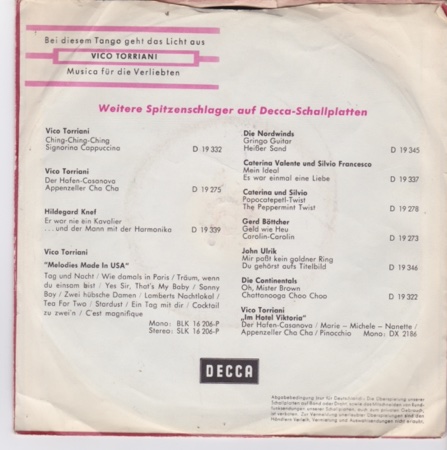 Bei diesem Tango geht das Licht aus
VICO TORRIANI
Musica für die Verliebten
Weitere Spitzenschlager auf Decca-Schallplatten
Vico Torriani
Ching-Ching-Ching
Signorina Cappuccino D 19 332
Vico Torriani
Der Hafen-Casanova
Appenzeller Cha Cha D 19 275
Hildegard Knef
Er war nie ein Kavalier
... und der Mann mit der Harmonika D 19 339
Vico Torriani
"Melodies Made In USA"
Tag und Nacht / Wie damals in Paris / Träum, wenn
du einsam bist / Yes Sir, That's My Baby / Sonny
Boy / Zwei hübsche Damen / Lamberts Nachtlokal /
Tea For Two / Stardust / Ein Tag mit dir / Cocktail
zu zwei'n / C'est magnifique
Mono: BLK 16 206-P
Stereo: SLK 16 206-P
Die Nordwinds
Gringo Guitar
Heißer Sand D 19 345
Caterina Valente und Silvio Francesco
Mein Ideal
Es war einmal eine Liebe D 19 337
Caterina und Silvio
Popocatepetl-Twist
The Peppermint Twist D 19 278
Gerd Böttcher
Geld wie Heu
Carolin-Carolin D 19 273
John Ulrik
Mir paßt kein goldner Ring
Du gehörst aufs Titelbild D 19 346
Die Continentals
Oh, Mister Brown
Chattanooga Choo Choo D 19 322
Vico Torriani
„Im Hotel Viktoria"
Der Hafen-Casanova / Marie - Michele - Nanette /
Appenzeller Cha Cha / Pinocchio Mono: DX 2186
DECCA